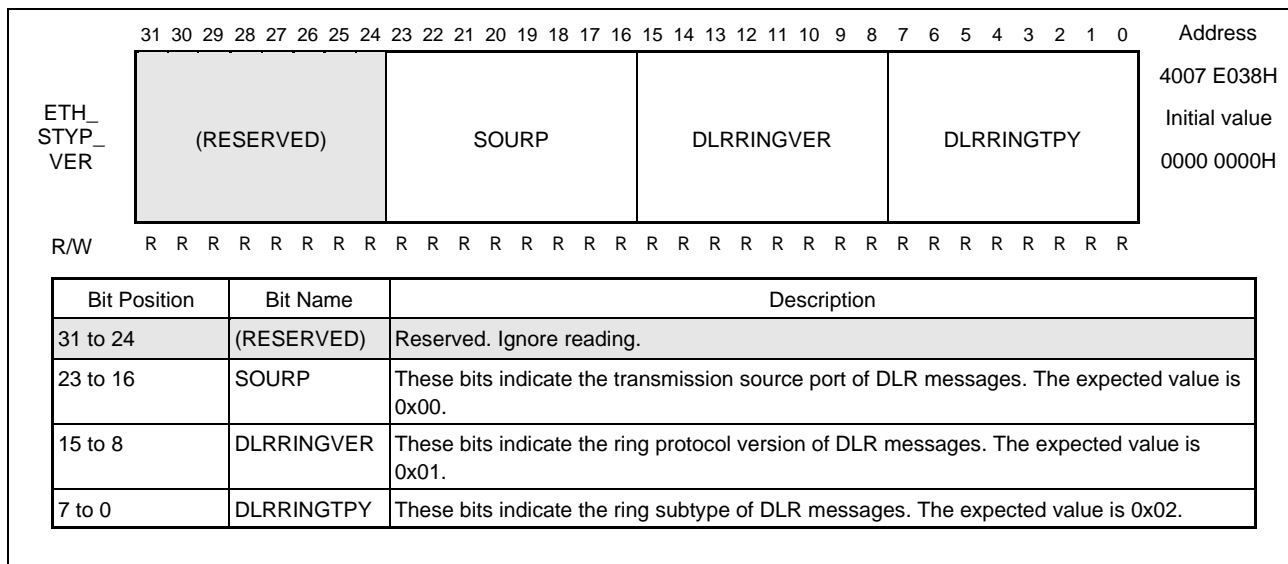 31 30 29 28 27 26 25 24 23 22 21 20 19 18 17 16 15 14 13 12 11 10 9 8 7 6 5 4 3 2 1 0 Address
4007 E038H
ETH_
STYP_
VER
(RESERVED) SOURP DLRRINGVER DLRRINGTPY
Initial value
0000 0000H
R/W R R R R R R R R R R R R R R R R R R R R R R R R R R R R R R R R
Bit Position Bit Name Description
31 to 24 (RESERVED) Reserved. Ignore reading.
23 to 16 SOURP These bits indicate the transmission source port of DLR messages. The expected value is
0x00.
15 to 8 DLRRINGVER These bits indicate the ring protocol version of DLR messages. The expected value is
0x01.
7 to 0 DLRRINGTPY These bits indicate the ring subtype of DLR messages. The expected value is 0x02.